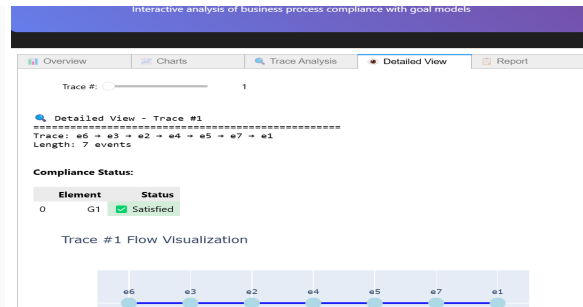 Interactive analysis of business process compliance with goal models
Overview Charts Trace Analysis Detailed View Report
Trace #: 1
Detailed View - Trace #1
==================================================
Trace: e6 → e3 → e2 → e4 → e5 → e7 → e1
Length: 7 events
Compliance Status:
Element Status
0 G1 Satisfied
Trace #1 Flow Visualization
e6 e3 e2 e4 e5 e7 e1